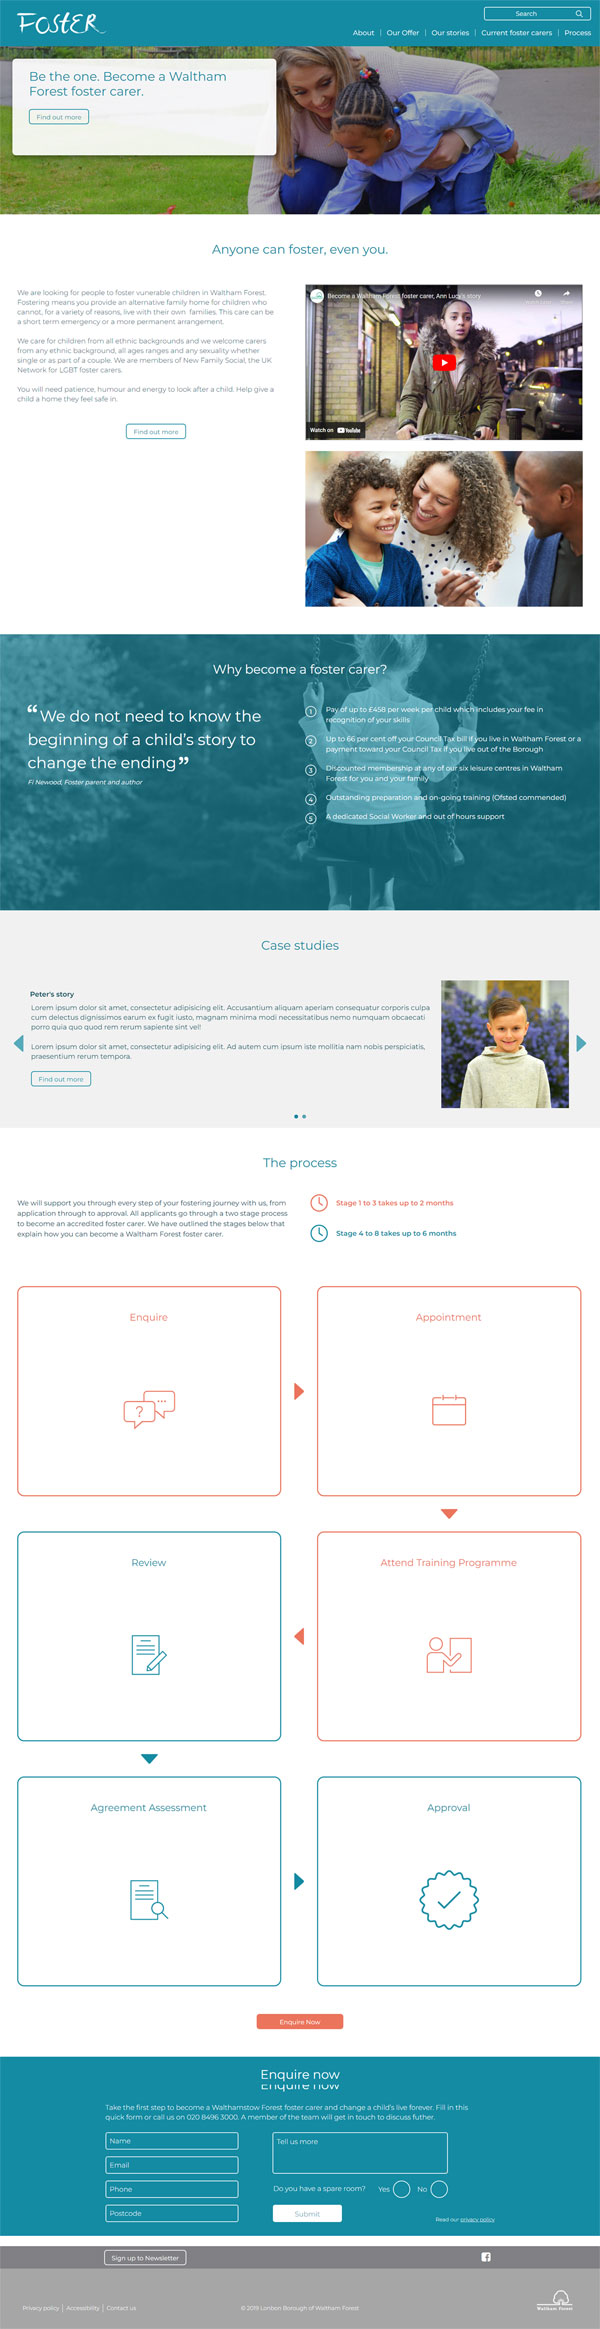 FOSTER
Search
About
Our Offer
Our stories
Current foster carers
Process
Be the one. Become a Waltham
Forest foster carer.
Find out more
Anyone can foster, even you.
We are looking for people to foster vunerable children in Waltham Forest.
Fostering means you provide an alternative family home for children who
cannot, for a variety of reasons, live with their own families. This care can be
a short term emergency or a more permanent arrangement.
We care for children from all ethnic backgrounds and we welcome carers
from any ethnic background, all ages ranges and any sexuality whether
single or as part of a couple. We are members of New Family Social, the UK
Network for LGBT foster carers.
You will need patience, humour and energy to look after a child. Help give a
child a home they feel safe in.
Find out more
Become a Waltham Forest foster carer, Ann Lucy's story
Watch on YouTube
Why become a foster carer?
“We do not need to know the
beginning of a child’s story to
change the ending”
Fi Newood, Foster parent and author
1 Pay of up to £458 per week per child which includes your fee in
recognition of your skills
2 Up to 66 per cent off your Council Tax bill if you live in Waltham Forest or a
payment toward your Council Tax if you live out of the Borough
3 Discounted membership at any of our six leisure centres in Waltham
Forest for you and your family
4 Outstanding preparation and on-going training (Ofsted commended)
5 A dedicated Social Worker and out of hours support
Case studies
Peter's story
Lorem ipsum dolor sit amet, consectetur adipisicing elit. Accusantium aliquam aperiam consequatur corporis culpa
cum delectus dignissimos earum ex fugit iusto, magnam minima modi necessitatibus nemo numquam obcaecati
porro quia quo quod rem rerum sapiente sint vel!
Lorem ipsum dolor sit amet, consectetur adipisicing elit. Ad autem cum ipsum iste mollitia nam nobis perspiciatis,
praesentium rerum tempora.
Find out more
The process
We will support you through every step of your fostering journey with us, from
application through to approval. All applicants go through a two stage process
to become an accredited foster carer. We have outlined the stages below that
explain how you can become a Waltham Forest foster carer.
Stage 1 to 3 takes up to 2 months
Stage 4 to 8 takes up to 6 months
Enquire
?
Appointment
Review
Attend Training Programme
Agreement Assessment
Approval
Enquire Now
Enquire now
Enquire now
Take the first step to become a Walthamstow Forest foster carer and change a child's live forever. Fill in this
quick form or call us on 020 8496 3000. A member of the team will get in touch to discuss futher.
Name
Email
Phone
Postcode
Tell us more
Do you have a spare room? Yes No
Submit
Read our privacy policy
Sign up to Newsletter
Privacy policy
Accessibility
Contact us
© 2019 Lonbon Borough of Waltham Forest
Waltham Forest